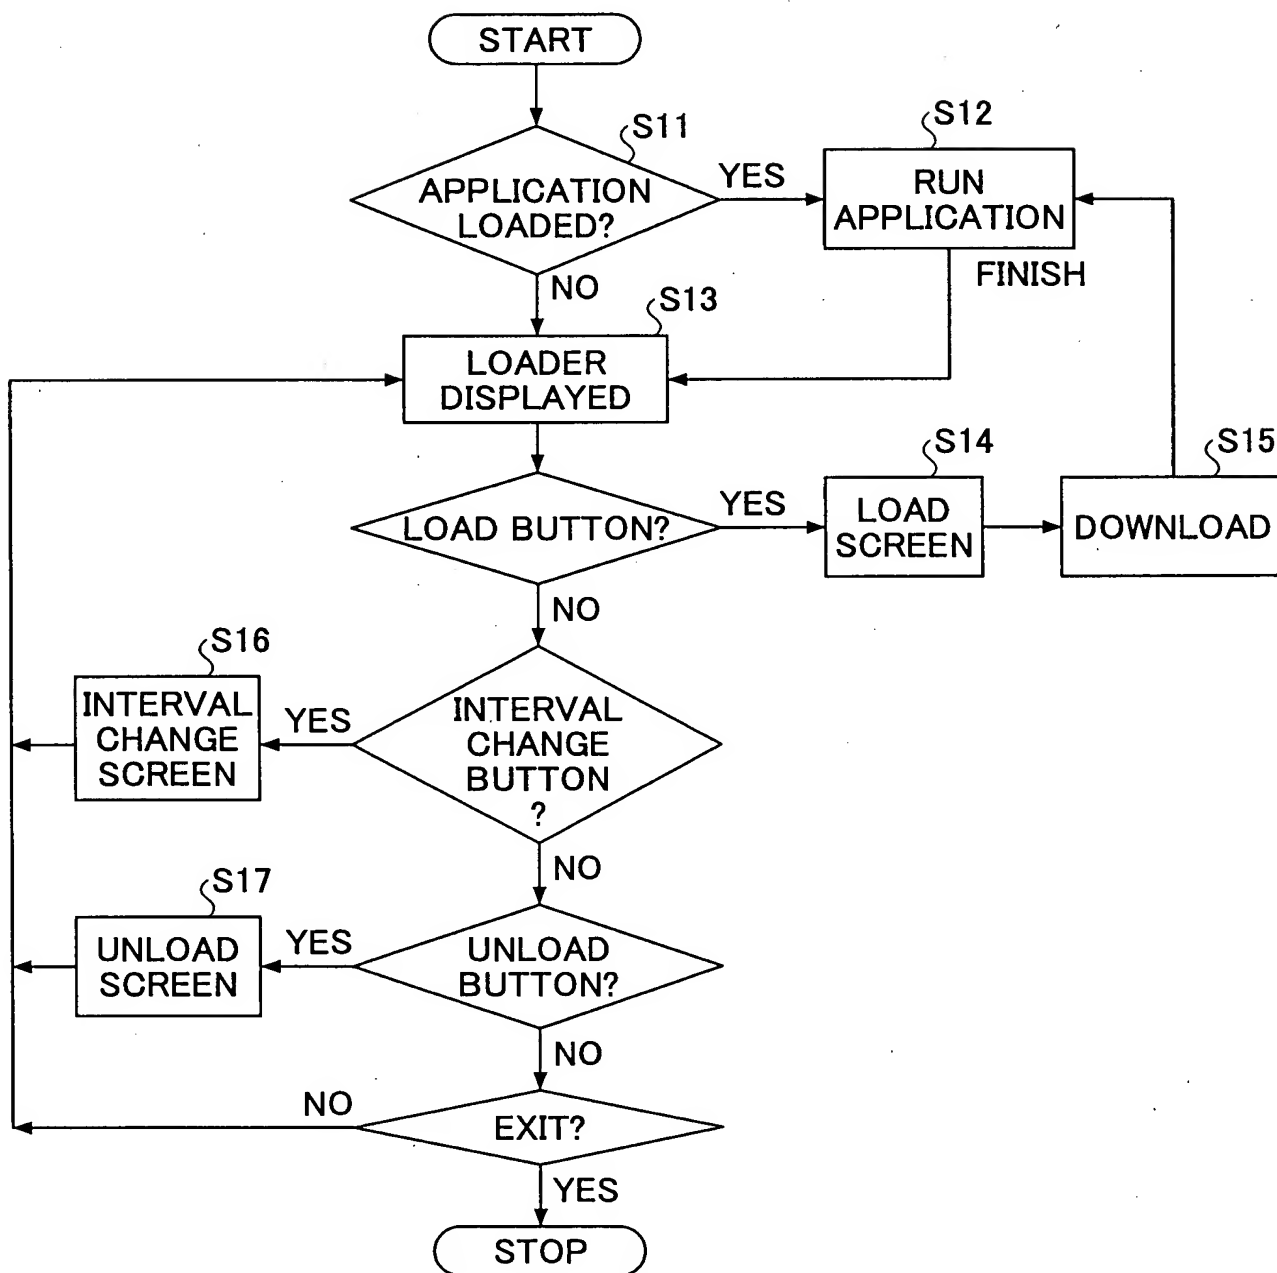 START
S11
APPLICATION
LOADED?
YES
S12
RUN
APPLICATION
FINISH
NO
S13
LOADER
DISPLAYED
LOAD BUTTON?
YES
S14
LOAD
SCREEN
S15
DOWNLOAD
NO
S16
INTERVAL
CHANGE
SCREEN
YES
INTERVAL
CHANGE
BUTTON
?
NO
S17
UNLOAD
SCREEN
YES
UNLOAD
BUTTON?
NO
NO
EXIT?
YES
STOP